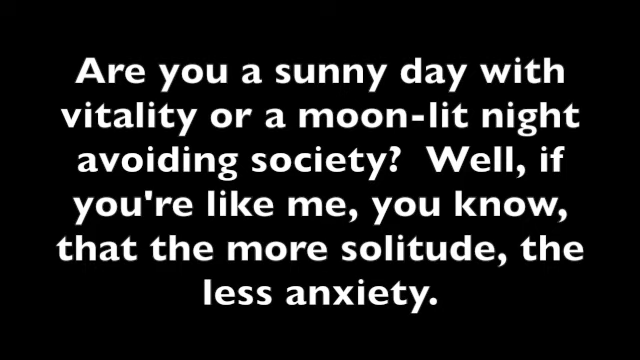 Are you a sunny day with
vitality or a moon-lit night
avoiding society?  Well, if
you're like me, you know,
that the more solitude, the
less anxiety.